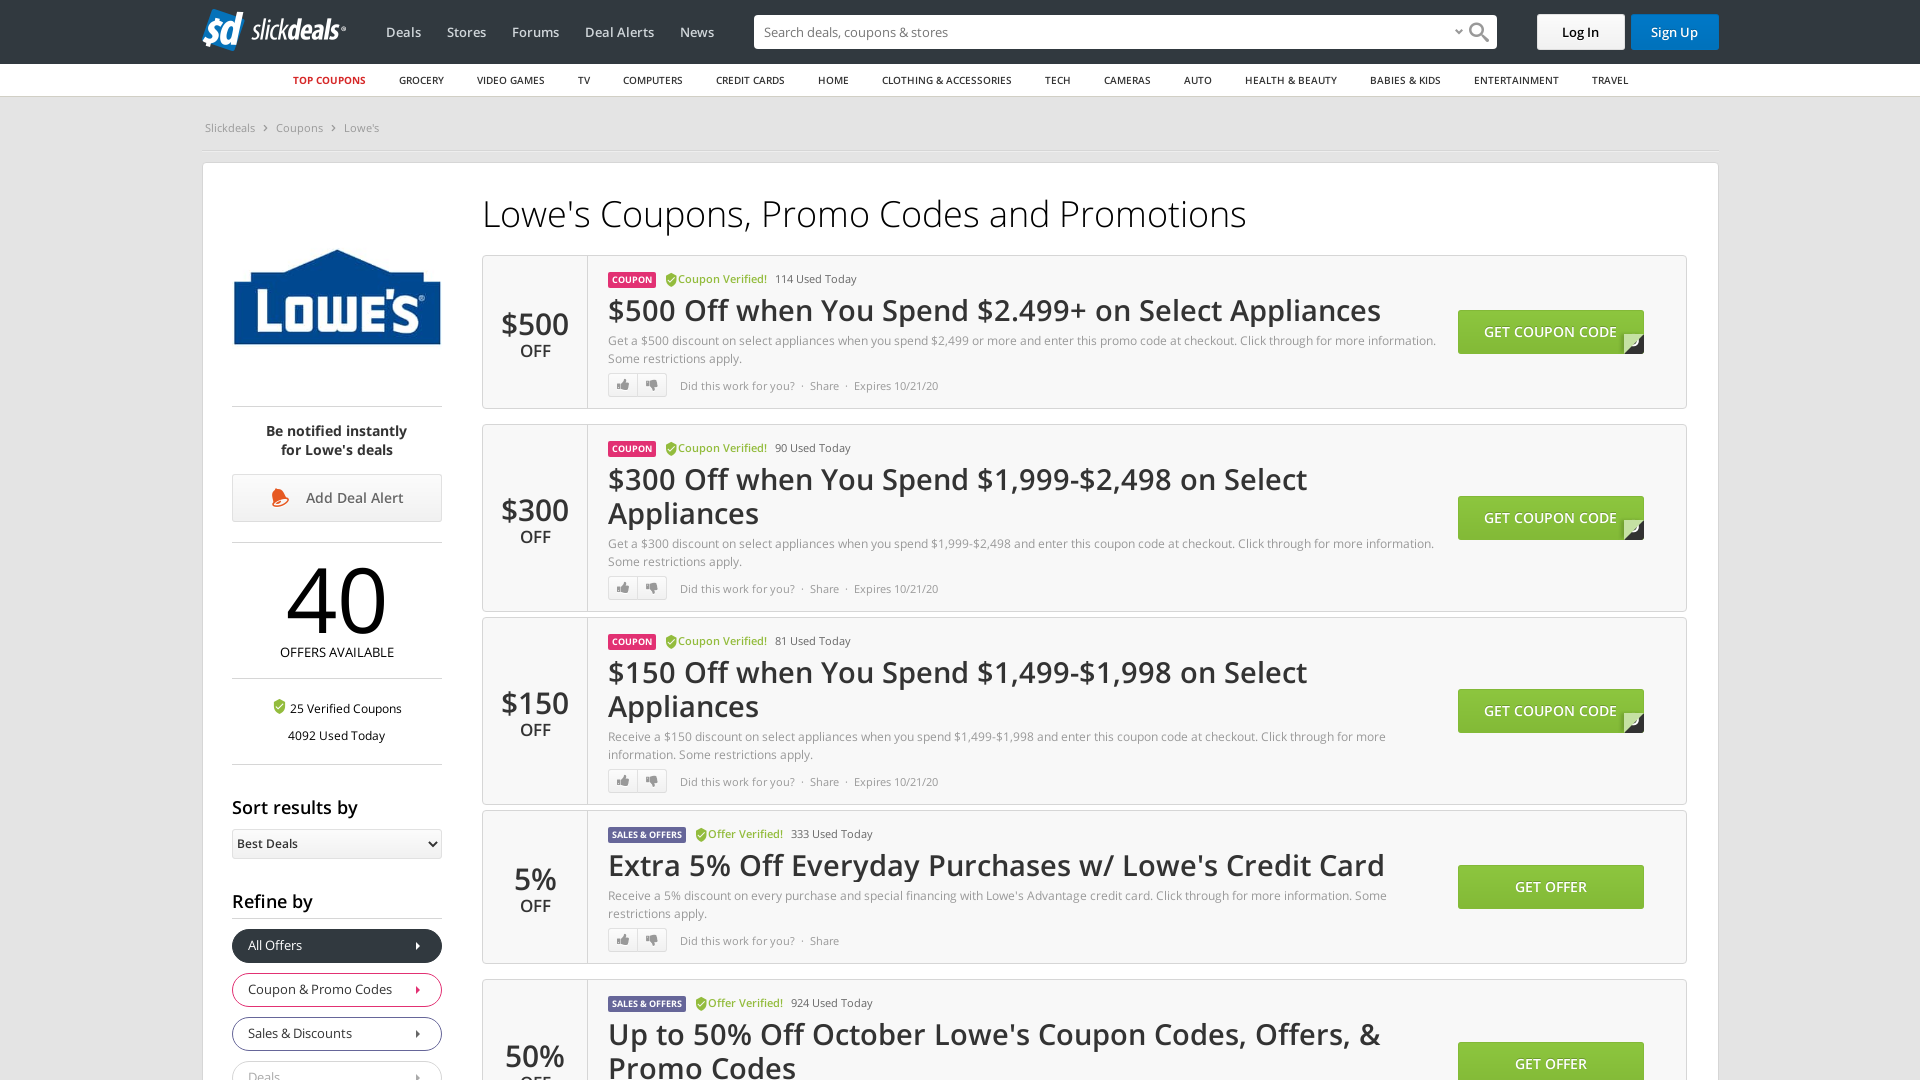 slickdeals
Deals Stores Forums Deal Alerts News
Search deals, coupons & stores
Log In Sign Up
TOP COUPONS GROCERY VIDEO GAMES TV COMPUTERS CREDIT CARDS HOME CLOTHING & ACCESSORIES TECH CAMERAS AUTO HEALTH & BEAUTY BABIES & KIDS ENTERTAINMENT TRAVEL
Slickdeals Coupons Lowe's
LOWE'S
Be notified instantly
for Lowe's deals
Add Deal Alert
40
OFFERS AVAILABLE
25 Verified Coupons
4092 Used Today
Sort results by
Best Deals
Refine by
All Offers
Coupon & Promo Codes
Sales & Discounts
Deals
Lowe's Coupons, Promo Codes and Promotions
$500
OFF
COUPON Coupon Verified! 114 Used Today
$500 Off when You Spend $2.499+ on Select Appliances
Get a $500 discount on select appliances when you spend $2,499 or more and enter this promo code at checkout. Click through for more information.
Some restrictions apply.
Did this work for you? · Share · Expires 10/21/20
GET COUPON CODE
$300
OFF
COUPON Coupon Verified! 90 Used Today
$300 Off when You Spend $1,999-$2,498 on Select
Appliances
Get a $300 discount on select appliances when you spend $1,999-$2,498 and enter this coupon code at checkout. Click through for more information.
Some restrictions apply.
Did this work for you? · Share · Expires 10/21/20
GET COUPON CODE
$150
OFF
COUPON Coupon Verified! 81 Used Today
$150 Off when You Spend $1,499-$1,998 on Select
Appliances
Receive a $150 discount on select appliances when you spend $1,499-$1,998 and enter this coupon code at checkout. Click through for more
information. Some restrictions apply.
Did this work for you? · Share · Expires 10/21/20
GET COUPON CODE
5%
OFF
SALES & OFFERS Offer Verified! 333 Used Today
Extra 5% Off Everyday Purchases w/ Lowe's Credit Card
Receive a 5% discount on every purchase and special financing with Lowe's Advantage credit card. Click through for more information. Some
restrictions apply.
Did this work for you? · Share
GET OFFER
50%
OFF
SALES & OFFERS Offer Verified! 924 Used Today
Up to 50% Off October Lowe's Coupon Codes, Offers, &
Promo Codes
GET OFFER